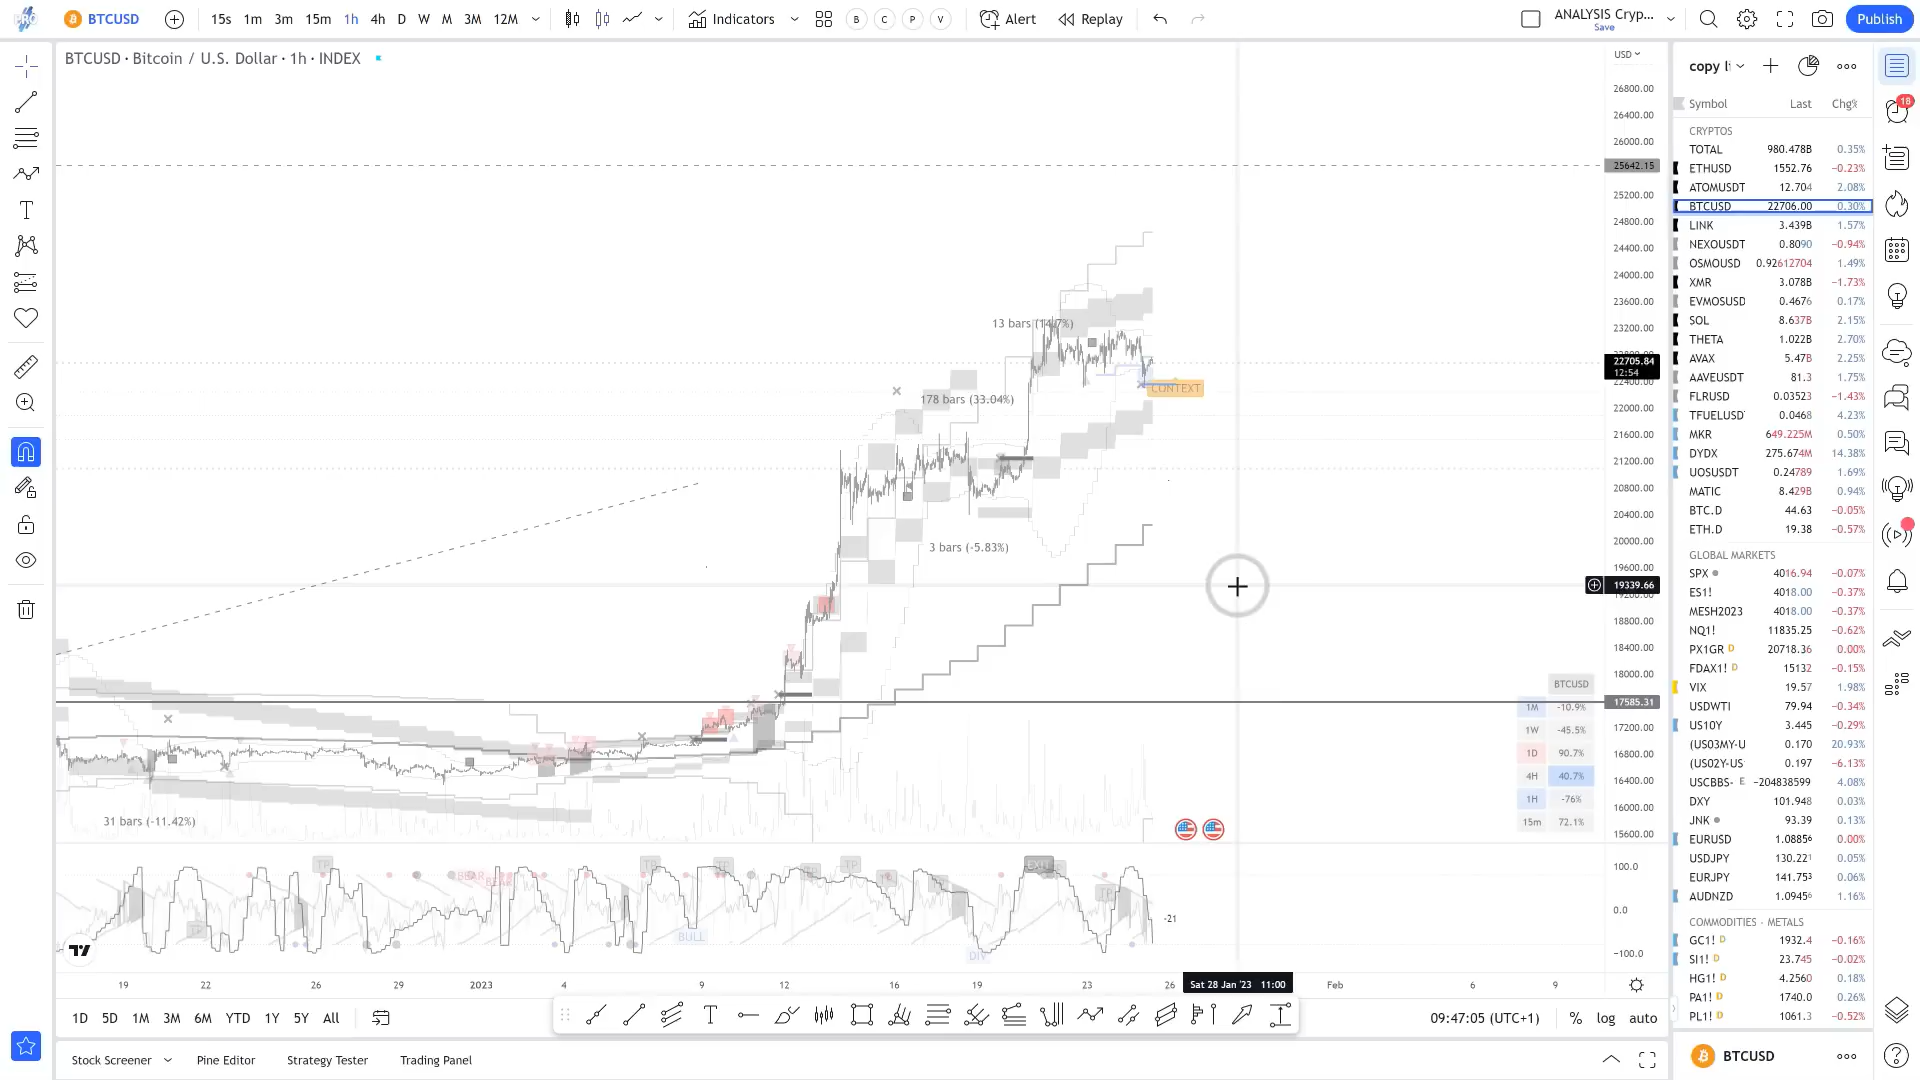 BTCUSD
15s 1m 3m 15m 1h 4h D W M 3M 12M
Indicators
B C P V
Alert
Replay
ANALYSIS Cryp...
Save
Publish
BTCUSD · Bitcoin / U.S. Dollar · 1h · INDEX
USD
26800.00
26400.00
26000.00
25642.15
25200.00
24800.00
24400.00
24000.00
23600.00
23200.00
22705.84
12:54
22400.00
22000.00
21600.00
21200.00
20800.00
20400.00
20000.00
19600.00
19339.66
18800.00
18400.00
18000.00
17585.31
17200.00
16800.00
16400.00
16000.00
15600.00
100.0
0.0
−100.0
13 bars (14.7%)
178 bars (33.04%)
CONTEXT
3 bars (-5.83%)
31 bars (-11.42%)
BTCUSD
1M -10.9%
1W -45.5%
1D 90.7%
4H 40.7%
1H -76%
15m 72.1%
TP
BEAR
BEAR
EXIT
BULL
DIV
-21
19 22 26 29 2023 4 9 12 16 19 23 26 Sat 28 Jan '23 11:00 Feb 6 9
1D 5D 1M 3M 6M YTD 1Y 5Y All
09:47:05 (UTC+1) % log auto
Stock Screener Pine Editor Strategy Tester Trading Panel
copy li
18
Symbol Last Chg%
CRYPTOS
TOTAL 980.478B 0.35%
ETHUSD 1552.76 −0.23%
ATOMUSDT 12.704 2.08%
BTCUSD 22706.00 0.30%
LINK 3.439B 1.57%
NEXOUSDT 0.8090 −0.94%
OSMOUSD 0.92612704 1.49%
XMR 3.078B −1.73%
EVMOSUSD 0.4676 0.17%
SOL 8.637B 2.15%
THETA 1.022B 2.70%
AVAX 5.47B 2.25%
AAVEUSDT 81.3 1.75%
FLRUSD 0.03523 −1.43%
TFUELUSD 0.0468 4.23%
MKR 649.225M 0.50%
DYDX 275.674M 14.38%
UOSUSDT 0.24789 1.69%
MATIC 8.429B 0.94%
BTC.D 44.63 −0.05%
ETH.D 19.38 −0.57%
GLOBAL MARKETS
SPX 4016.94 −0.07%
ES1! 4018.00 −0.37%
MESH2023 4018.00 −0.37%
NQ1! 11835.25 −0.62%
PX1GR D 20718.36 0.00%
FDAX1! D 15132 −0.15%
VIX 19.57 1.98%
USDWTI 79.94 −0.34%
US10Y 3.445 −0.29%
(US03MY-U 0.170 20.93%
(US02Y-US 0.197 −6.13%
USCBBS- E −204838599 4.08%
DXY 101.948 0.03%
JNK 93.39 0.13%
EURUSD 1.08856 0.00%
USDJPY 130.221 0.05%
EURJPY 141.753 0.06%
AUDNZD 1.09456 1.16%
COMMODITIES - METALS
GC1! D 1932.4 −0.16%
SI1! D 23.745 −0.02%
HG1! D 4.2560 0.18%
PA1! D 1740.0 0.26%
PL1! D 1061.3 −0.52%
BTCUSD